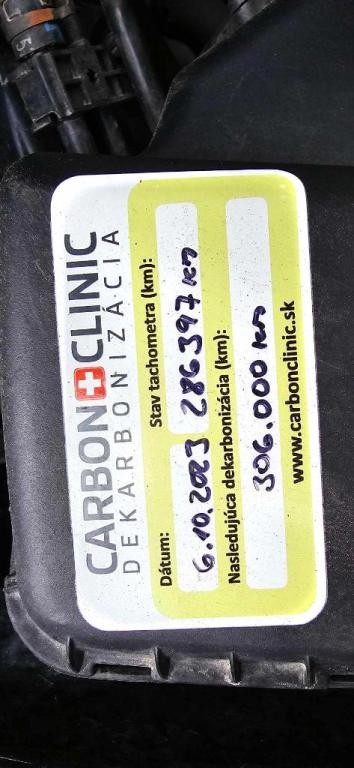 CARBON CLINIC
DEKARBONIZÁCIA
Dátum: Stav tachometra (km):
6.10.2023 286397 km
Nasledujúca dekarbonizácia (km):
306.000 km
www.carbonclinic.sk
5